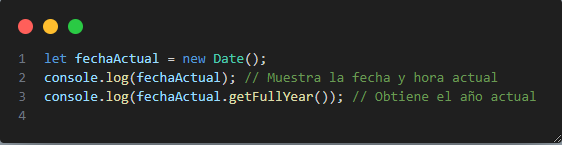 1 let fechaActual = new Date();
2 console.log(fechaActual); // Muestra la fecha y hora actual
3 console.log(fechaActual.getFullYear()); // Obtiene el año actual
4